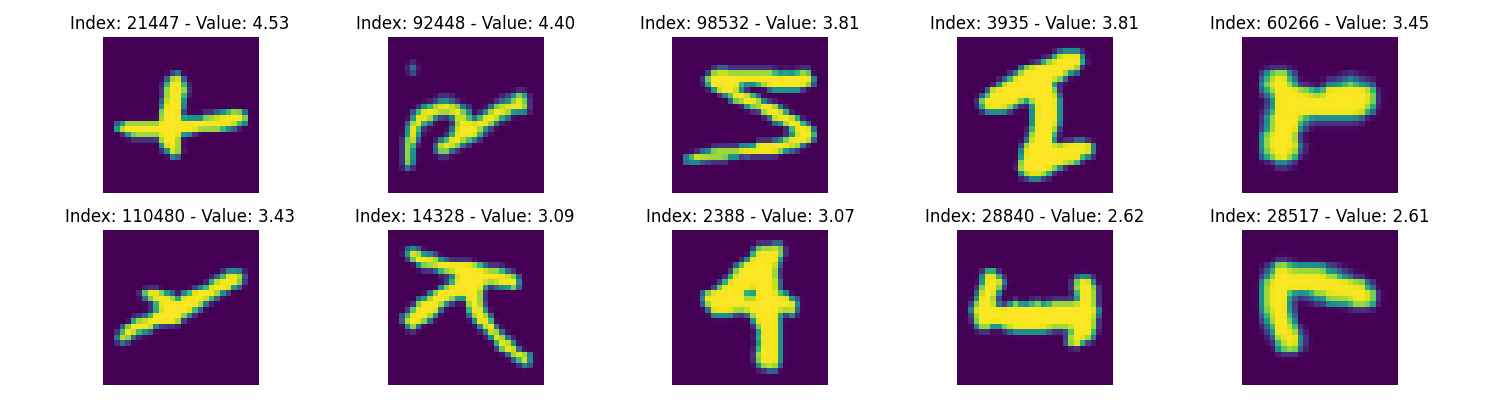 Index: 21447 - Value: 4.53
Index: 92448 - Value: 4.40
Index: 98532 - Value: 3.81
Index: 3935 - Value: 3.81
Index: 60266 - Value: 3.45
Index: 110480 - Value: 3.43
Index: 14328 - Value: 3.09
Index: 2388 - Value: 3.07
Index: 28840 - Value: 2.62
Index: 28517 - Value: 2.61